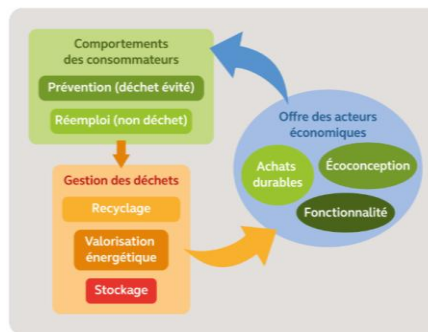 Comportements
des consommateurs
Prévention (déchet évité)
Réemploi (non déchet)
Gestion des déchets
Recyclage
Valorisation
énergétique
Stockage
Offre des acteurs
économiques
Achats
durables
Écoconception
Fonctionnalité